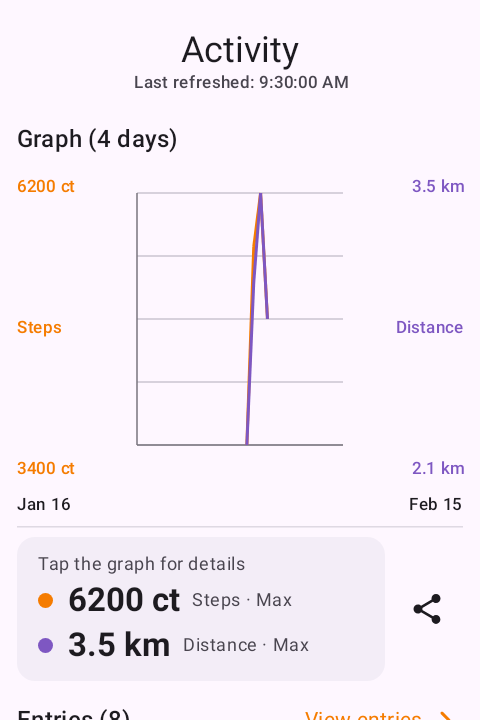 Activity
Last refreshed: 9:30:00 AM
Graph (4 days)
6200 ct
3.5 km
Steps
Distance
3400 ct
2.1 km
Jan 16
Feb 15
Tap the graph for details
6200 ct Steps · Max
3.5 km Distance · Max
Entries (8)
View entries